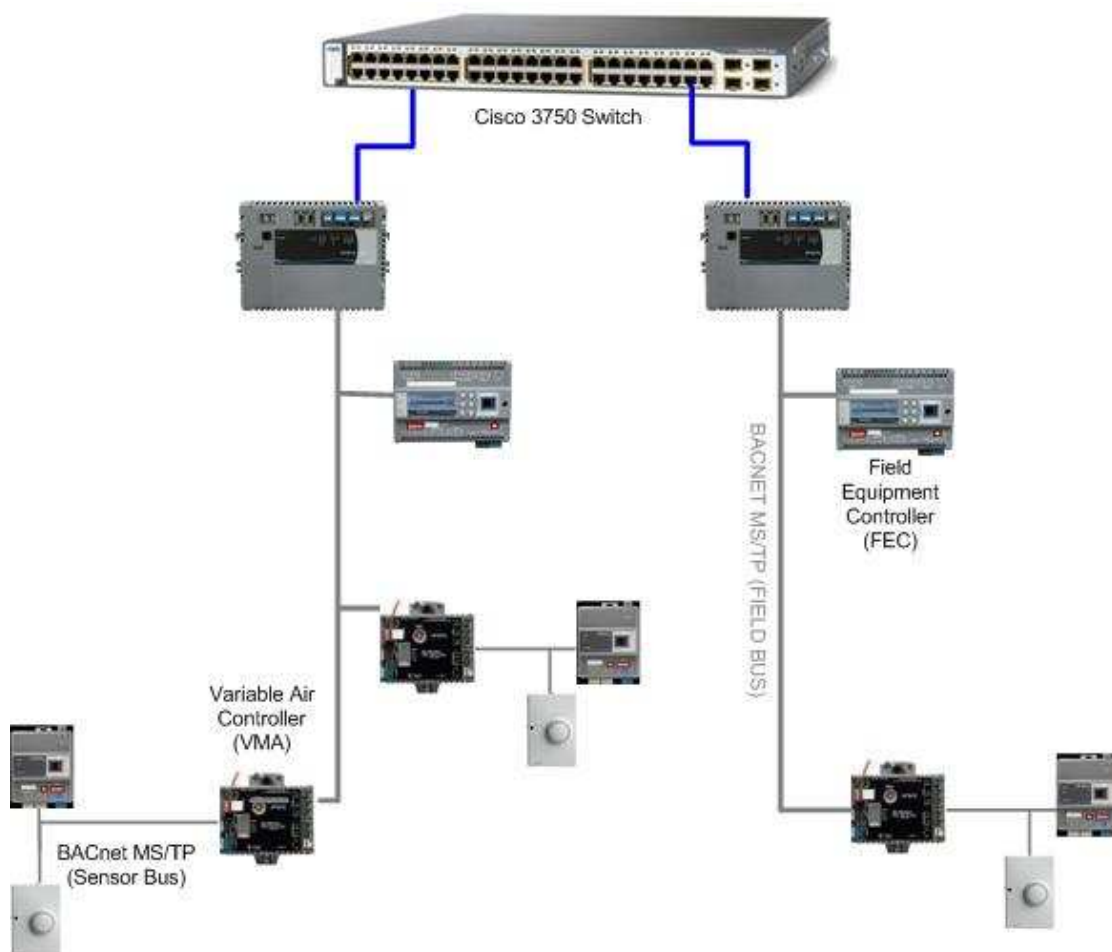 Cisco 3750 Switch
BACNET MS/TP (FIELD BUS)
Field
Equipment
Controller
(FEC)
Variable Air
Controller
(VMA)
BACnet MS/TP
(Sensor Bus)